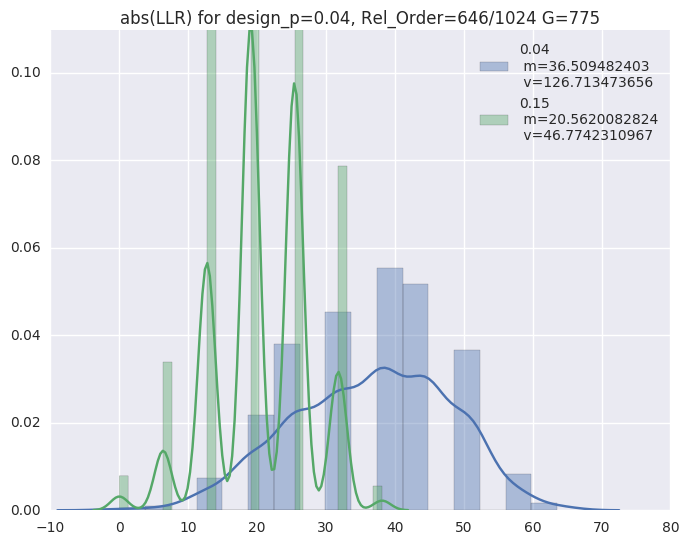 abs(LLR) for design_p=0.04, Rel_Order=646/1024 G=775
0.04
m=36.509482403
v=126.713473656
0.15
m=20.5620082824
v=46.7742310967
0.10
0.08
0.06
0.04
0.02
0.00
−10 0 10 20 30 40 50 60 70 80